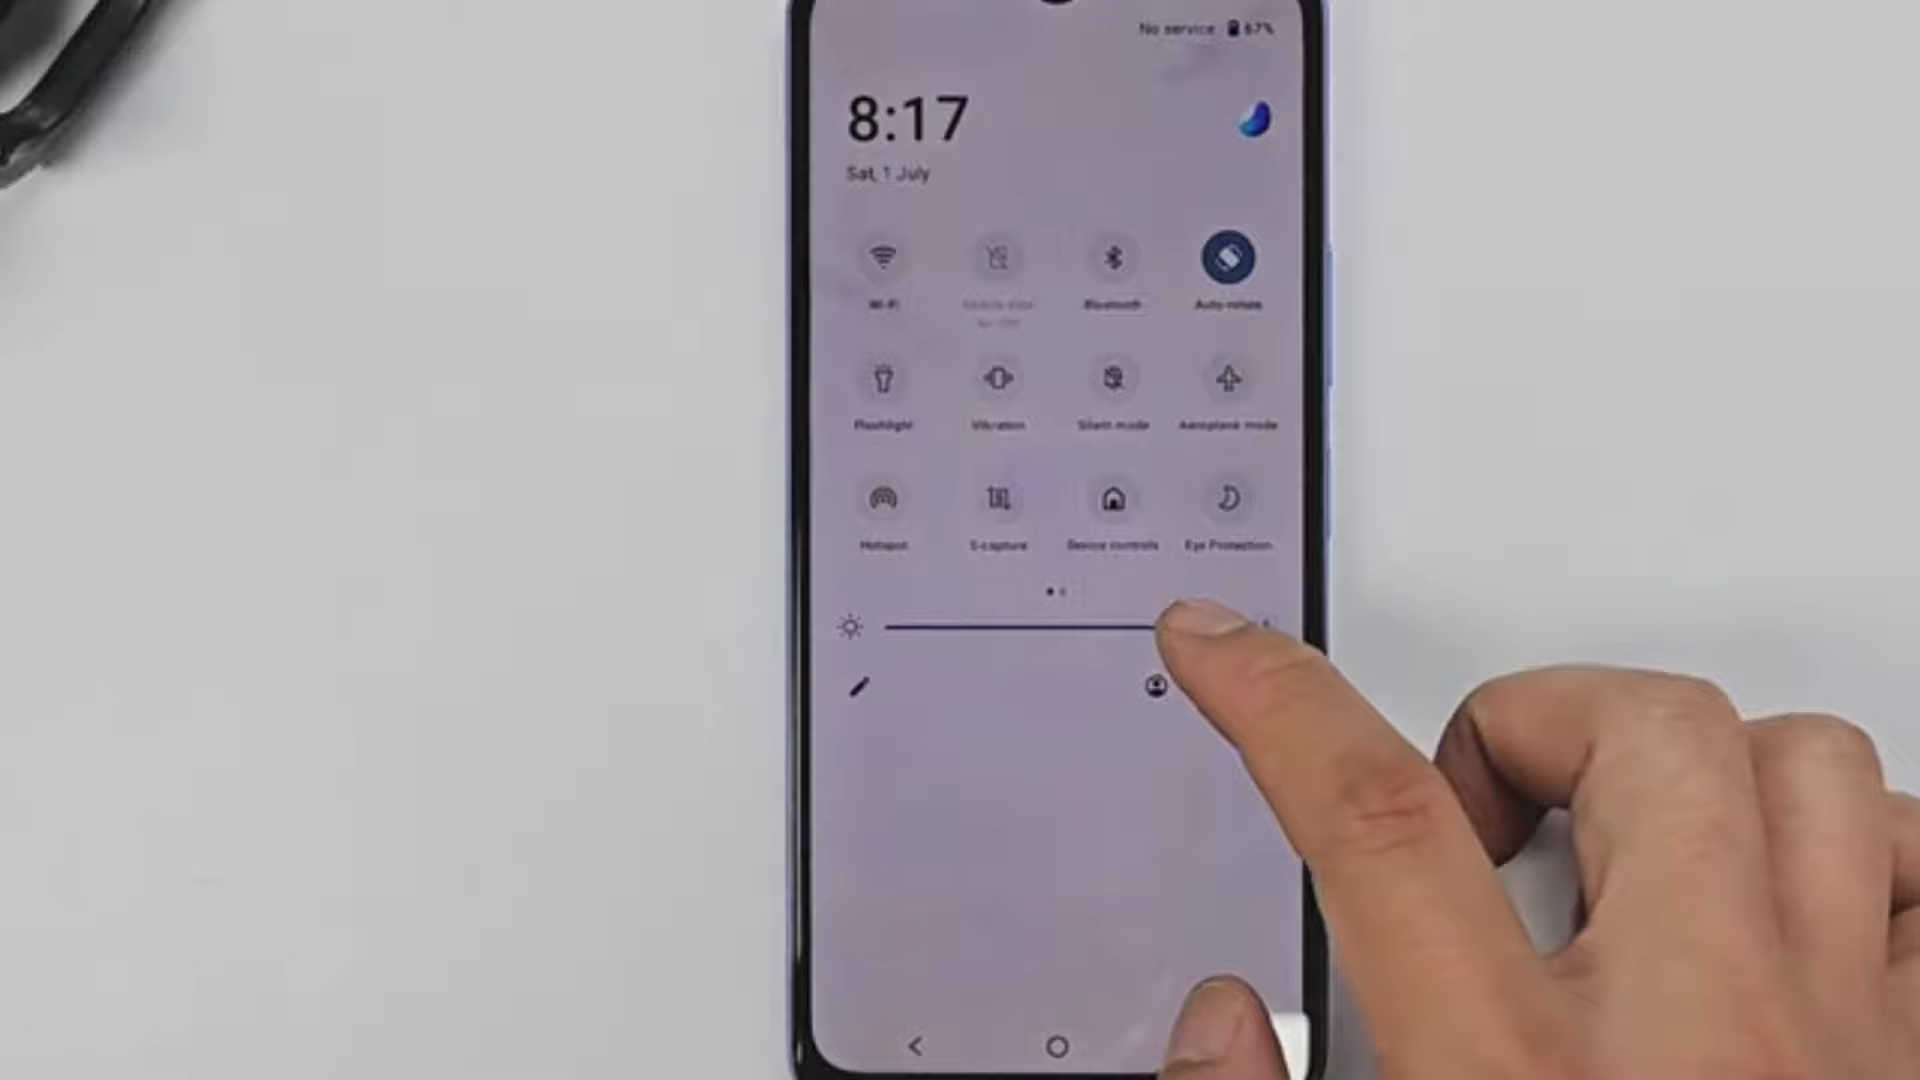 No service 67%
8:17
Sat, 1 July
Wi-Fi
Bluetooth
Auto-rotate
Flashlight
Vibration
Silent mode
Aeroplane mode
Hotspot
S-capture
Device controls
Eye Protection